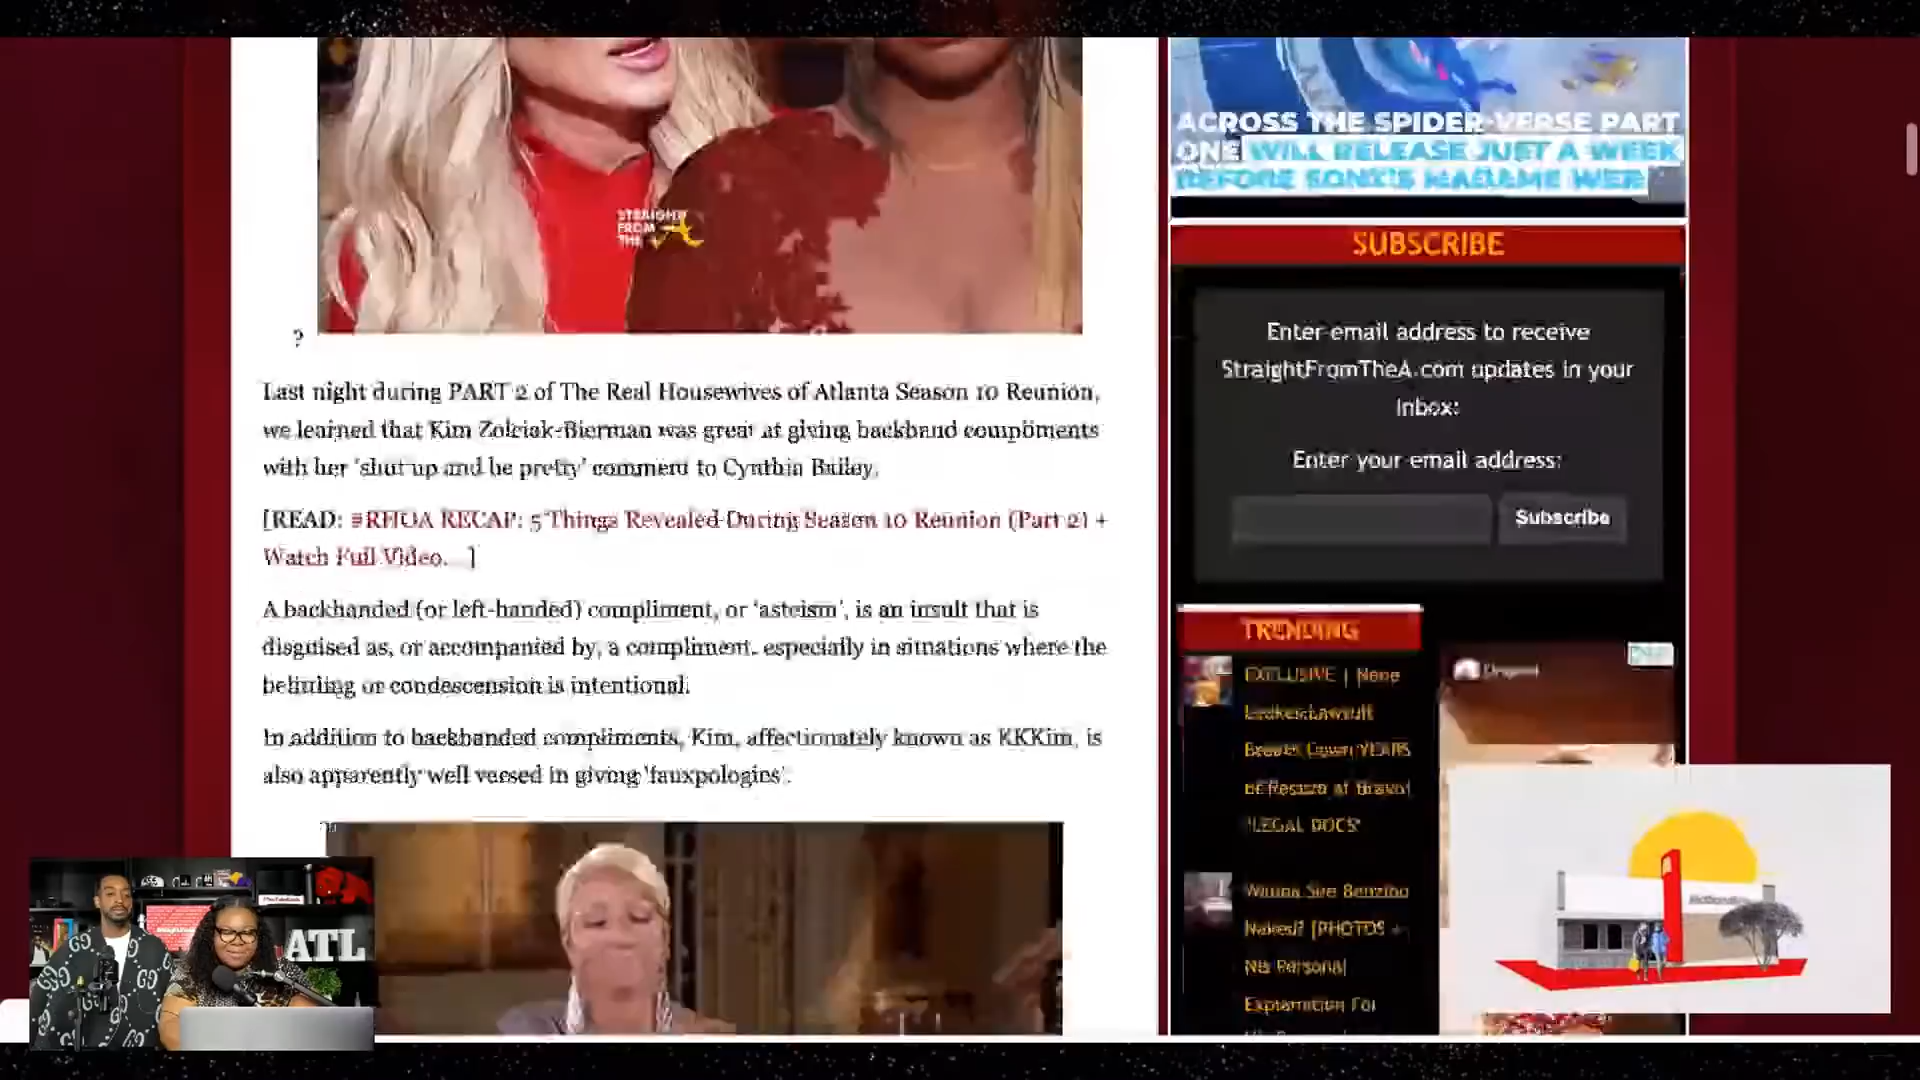 ACROSS THE SPIDER-VERSE PART
ONE WILL RELEASE JUST A WEEK
BEFORE SONY'S MADAME WEB
STRAIGHT
FROM
THE
?
SUBSCRIBE
Enter email address to receive
StraightFromTheA.com updates in your
inbox:
Enter your email address:
Subscribe
Last night during PART 2 of The Real Housewives of Atlanta Season 10 Reunion,
we learned that Kim Zolciak-Bierman was great at giving backhand compliments
with her 'shut up and be pretty' comment to Cynthia Bailey.
[READ: #RHOA RECAP: 5 Things Revealed During Season 10 Reunion (Part 2) +
Watch Full Video…]
A backhanded (or left-handed) compliment, or 'asteism', is an insult that is
disguised as, or accompanied by, a compliment, especially in situations where the
belittling or condescension is intentional.
In addition to backhanded compliments, Kim, affectionately known as KKKim, is
also apparently well versed in giving 'fauxpologies'.
TRENDING
EXCLUSIVE | Nene
Leakes Lawsuit
Breaks Down YEARS
of Racism at Bravo!
'LEGAL DOCS'
Wanna See Benzino
Naked? [PHOTOS +
His Personal
Explanation For
ATL